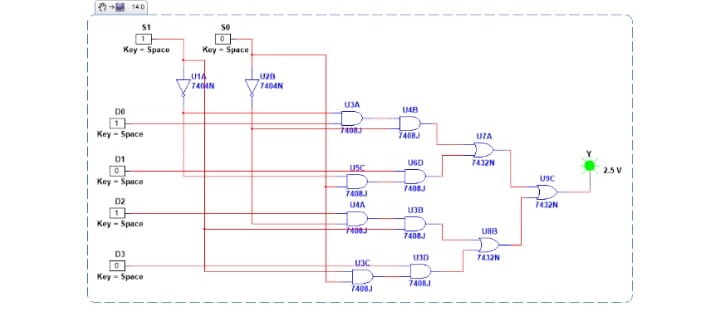 14.0
S1 S0
1 0
Key = Space Key = Space
U1A U2B
7404N 7404N
U3A
U4B
D0
1
Key = Space
7408J
7408J
U7A
Y
D1
0
Key = Space
U5C
U6D
7432N
2.5 V
U9C
7408J
7408J
D2
1
Key = Space
U4A
U3B
7432N
7408J
7408J
U8B
D3
0
Key = Space
U3C
U3D
7432N
7408J
7408J